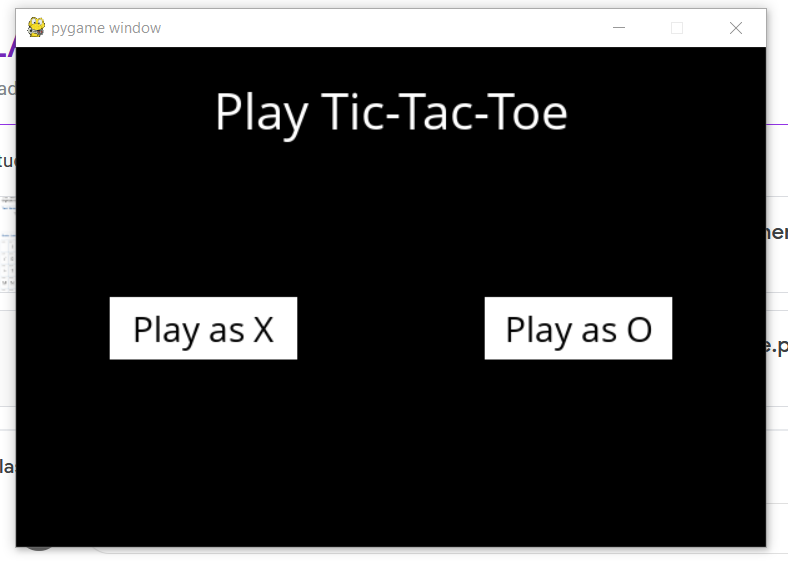 pygame window
Play Tic-Tac-Toe
Play as X
Play as O